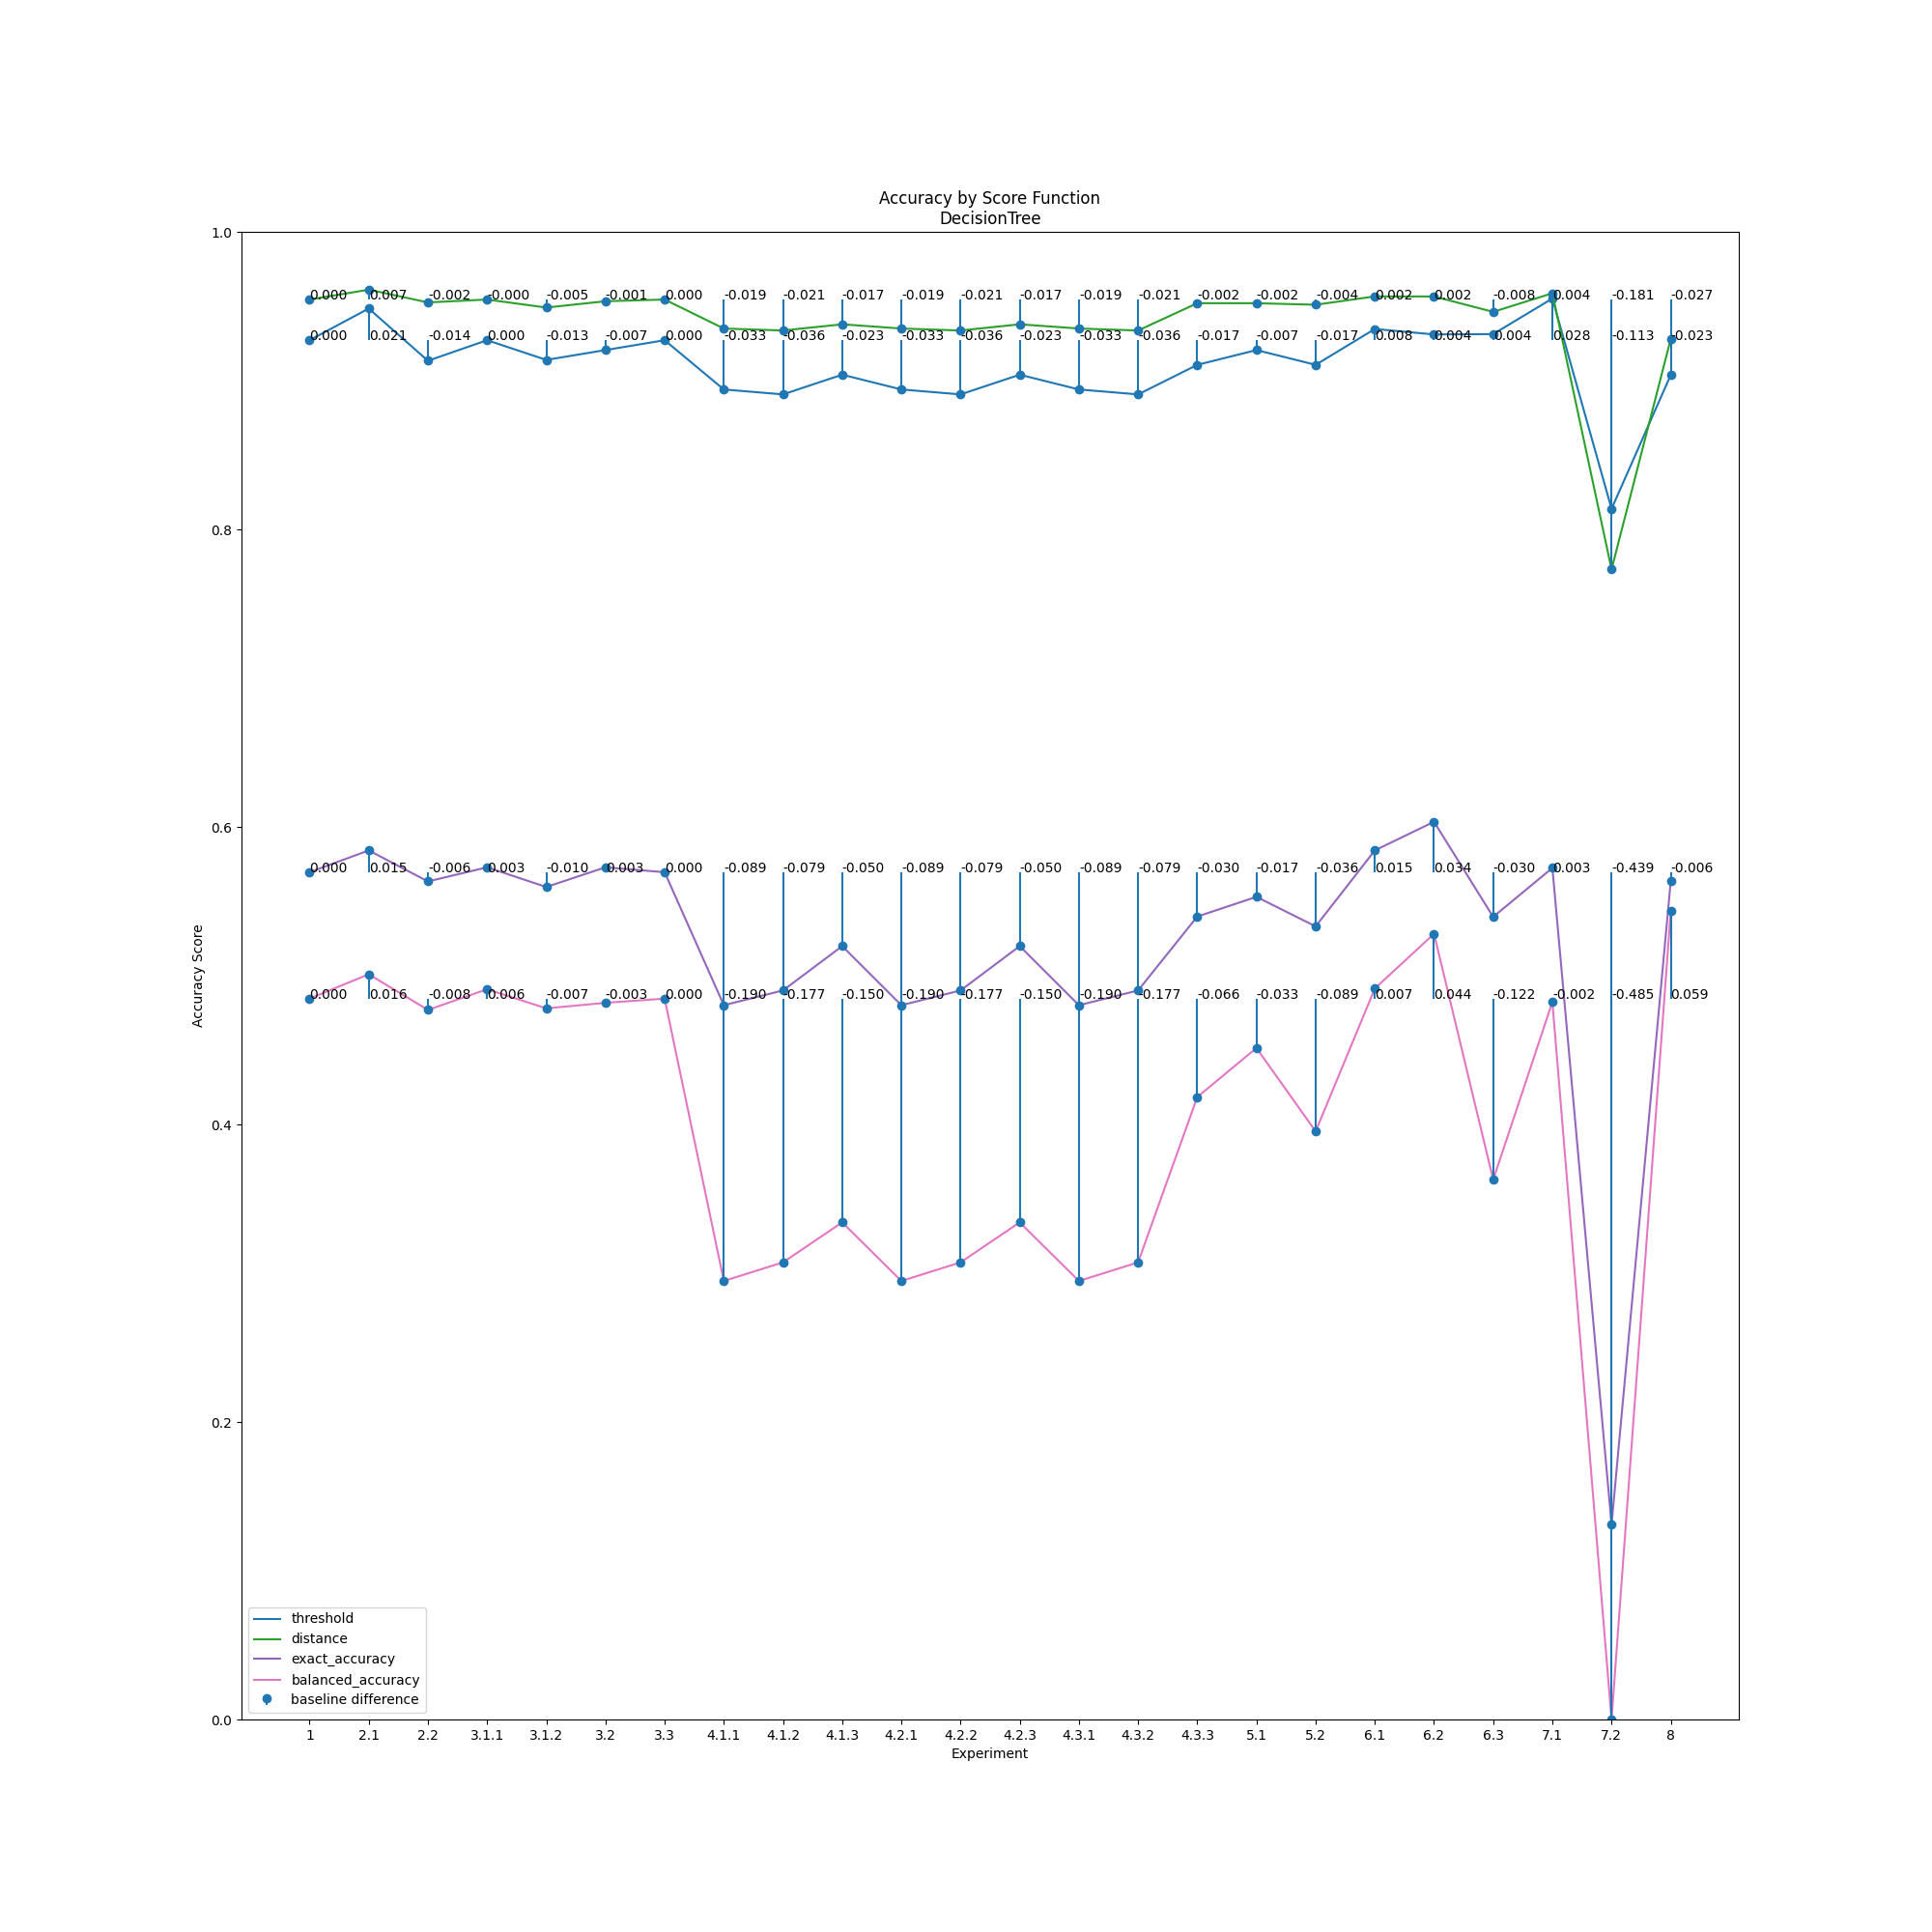 Accuracy by Score Function
DecisionTree
1.0
0.000 0.007 -0.002 -0.000 -0.005 -0.001 0.000 -0.019 -0.021 -0.017 -0.019 -0.021 -0.017 -0.019 -0.021 -0.002 -0.002 -0.004 0.002 0.002 -0.008 0.004 -0.181 -0.027
0.000 0.021 -0.014 0.000 -0.013 -0.007 0.000 -0.033 -0.036 -0.023 -0.033 -0.036 -0.023 -0.033 -0.036 -0.017 -0.007 -0.017 0.008 0.004 0.004 0.028 -0.113 -0.023
0.8
0.6
0.000 0.015 -0.006 0.003 -0.010 0.003 0.000 -0.089 -0.079 -0.050 -0.089 -0.079 -0.050 -0.089 -0.079 -0.030 -0.017 -0.036 0.015 0.034 -0.030 0.003 -0.439 -0.006
Accuracy Score
0.000 0.016 -0.008 0.006 -0.007 -0.003 0.000 -0.190 -0.177 -0.150 -0.190 -0.177 -0.150 -0.190 -0.177 -0.066 -0.033 -0.089 0.007 0.044 -0.122 -0.002 -0.485 0.059
0.4
0.2
threshold
distance
exact_accuracy
balanced_accuracy
baseline difference
0.0
1 2.1 2.2 3.1.1 3.1.2 3.2 3.3 4.1.1 4.1.2 4.1.3 4.2.1 4.2.2 4.2.3 4.3.1 4.3.2 4.3.3 5.1 5.2 6.1 6.2 6.3 7.1 7.2 8
Experiment